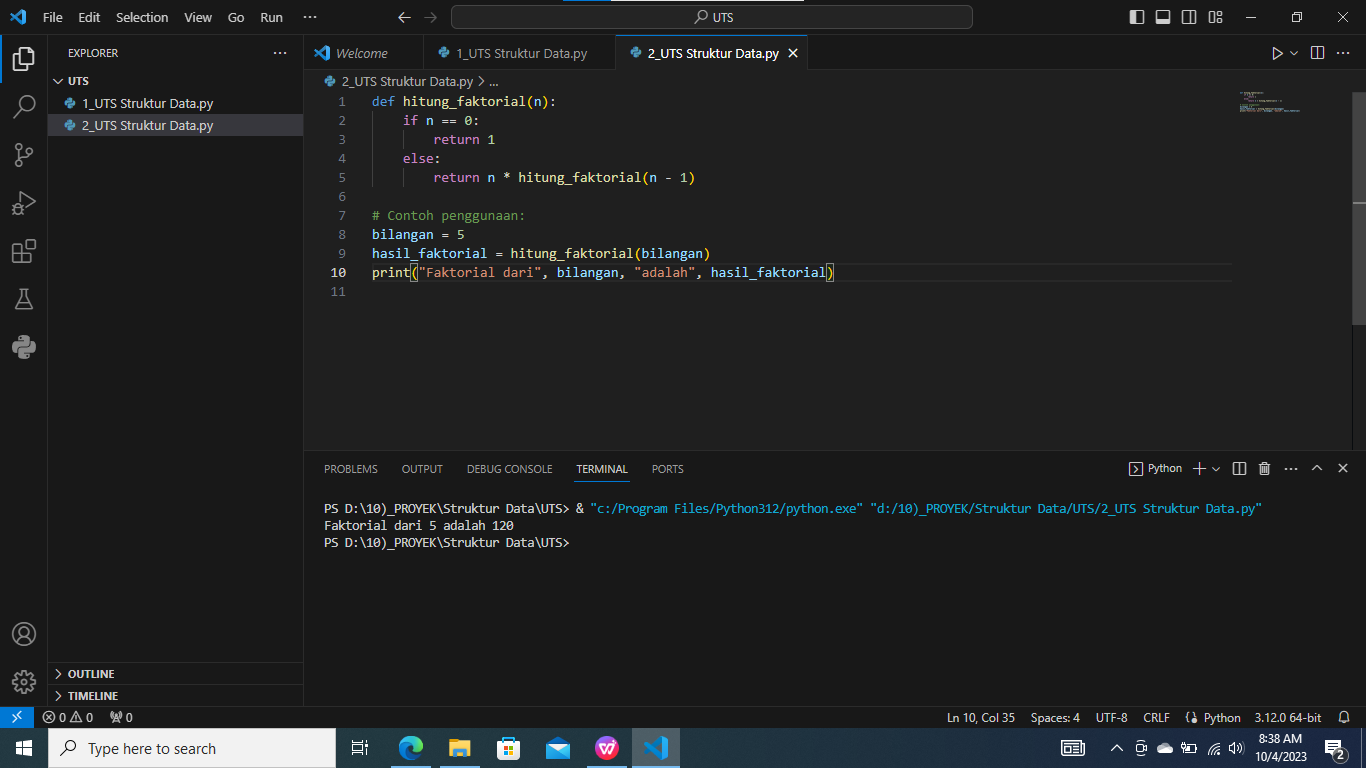 File Edit Selection View Go Run ··· UTS
EXPLORER ···
Welcome 1_UTS Struktur Data.py 2_UTS Struktur Data.py
UTS
2_UTS Struktur Data.py > ...
1_UTS Struktur Data.py
2_UTS Struktur Data.py
1 def hitung_faktorial(n):
2 if n == 0:
3 return 1
4 else:
5 return n * hitung_faktorial(n - 1)
6
7 # Contoh penggunaan:
8 bilangan = 5
9 hasil_faktorial = hitung_faktorial(bilangan)
10 print("Faktorial dari", bilangan, "adalah", hasil_faktorial)
11
PROBLEMS OUTPUT DEBUG CONSOLE TERMINAL PORTS Python
PS D:\10)_PROYEK\Struktur Data\UTS> & "c:/Program Files/Python312/python.exe" "d:/10)_PROYEK/Struktur Data/UTS/2_UTS Struktur Data.py"
Faktorial dari 5 adalah 120
PS D:\10)_PROYEK\Struktur Data\UTS>
OUTLINE
TIMELINE
0 0 0 Ln 10, Col 35 Spaces: 4 UTF-8 CRLF Python 3.12.0 64-bit
Type here to search
8:38 AM
10/4/2023
2